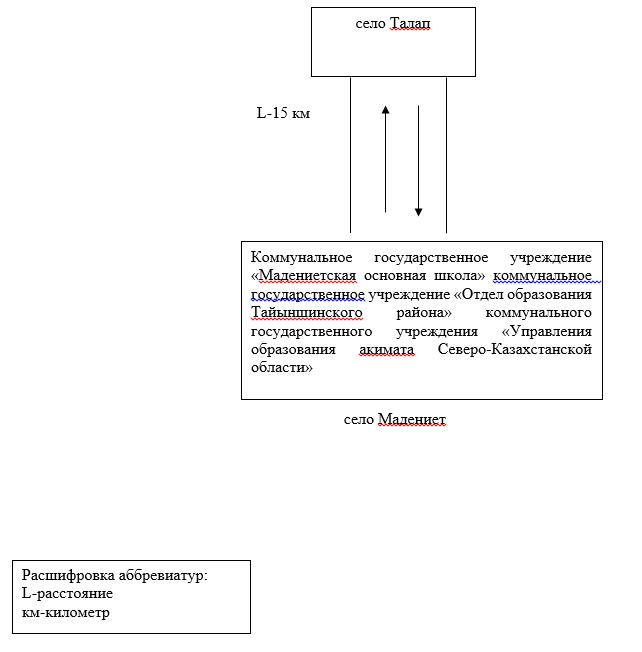 село Талап
L-15 км
Коммунальное государственное учреждение
«Мадениетская основная школа» коммунальное
государственное учреждение «Отдел образования
Тайыншинского района» коммунального
государственного учреждения «Управления
образования акимата Северо-Казахстанской
области»
село Мадениет
Расшифровка аббревиатур:
L-расстояние
км-километр